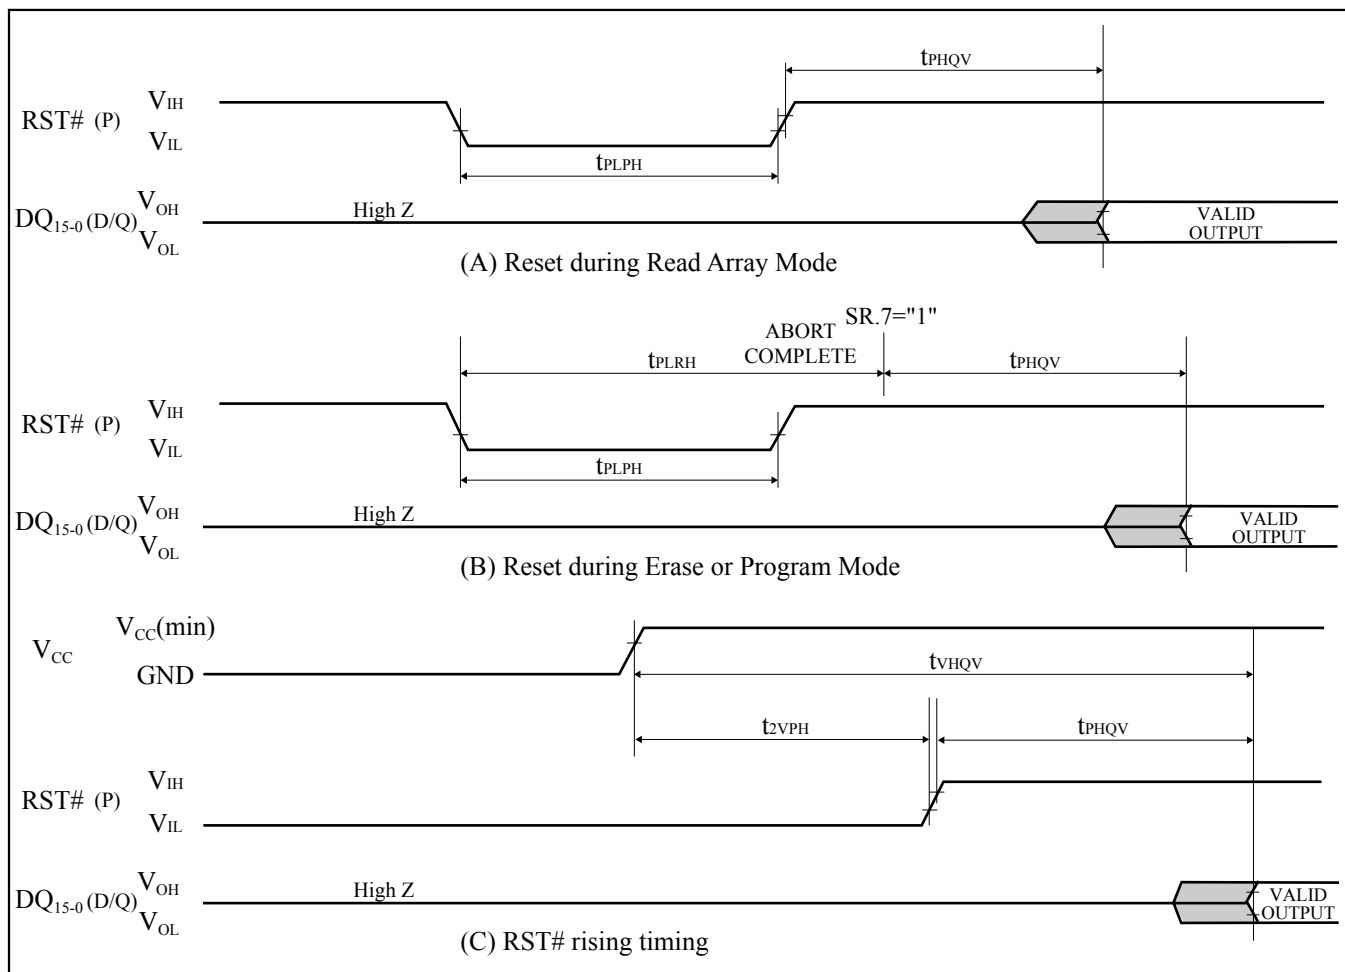 tPHQV
VIH
RST# (P)
VIL
tPLPH
VOH
High Z
DQ15-0 (D/Q)
VALID
OUTPUT
VOL
(A) Reset during Read Array Mode
SR.7="1"
ABORT
COMPLETE
tPLRH
tPHQV
VIH
RST# (P)
VIL
tPLPH
VOH
High Z
DQ15-0 (D/Q)
VALID
OUTPUT
VOL
(B) Reset during Erase or Program Mode
VCC(min)
VCC
GND
tVHQV
t2VPH
tPHQV
VIH
RST# (P)
VIL
VOH
High Z
DQ15-0 (D/Q)
VALID
OUTPUT
VOL
(C) RST# rising timing